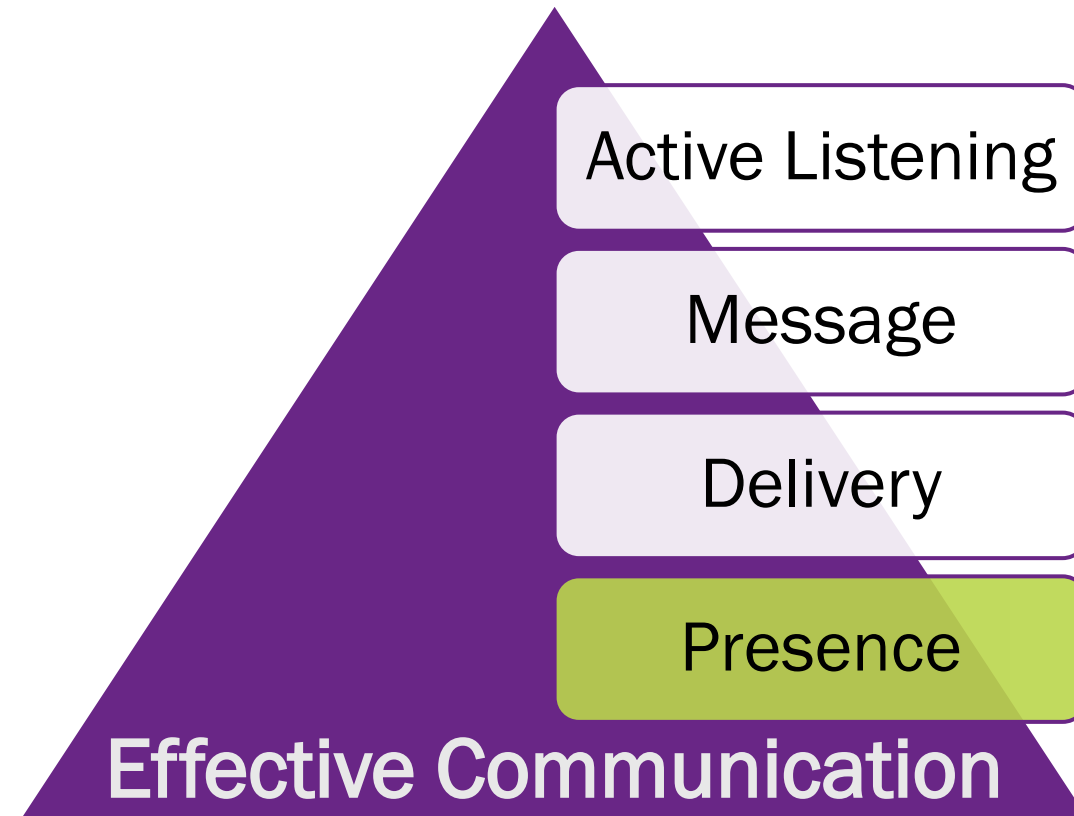 Active Listening
Message
Delivery
Presence
Effective Communication